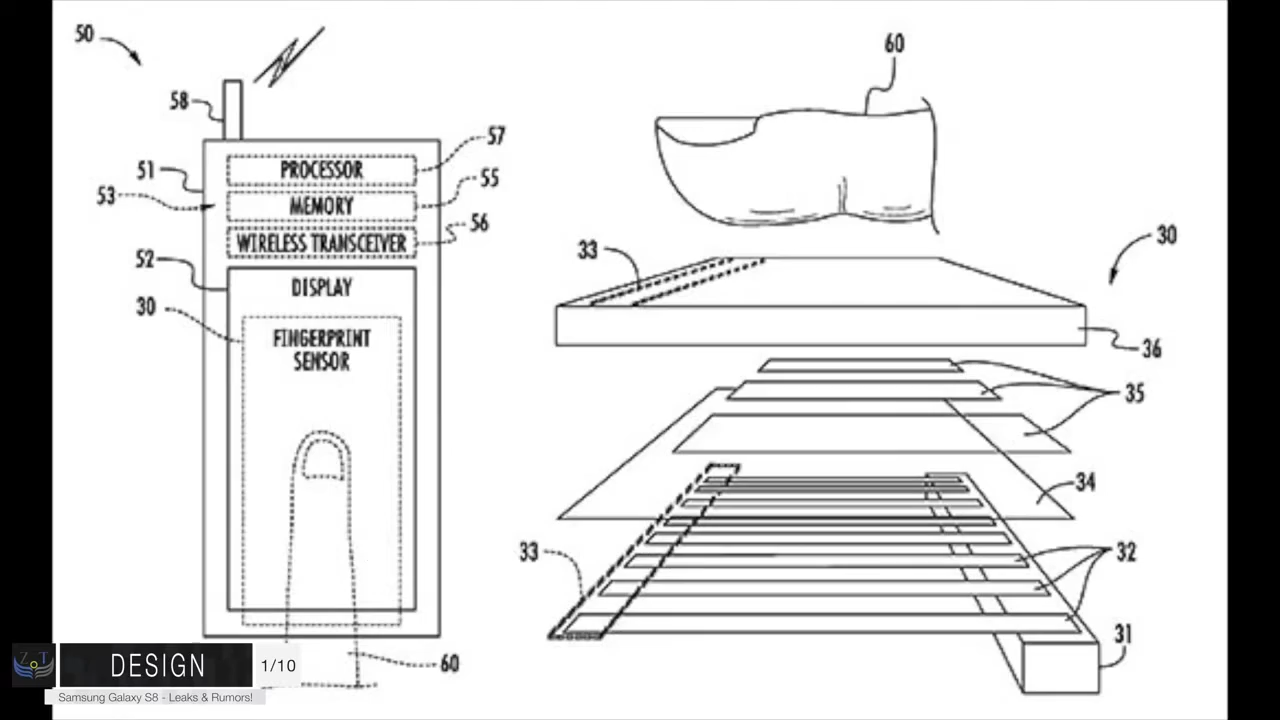 50
58
57
51
PROCESSOR
55
53
MEMORY
56
WIRELESS TRANSCEIVER
52
DISPLAY
30
FINGERPRINT
SENSOR
60
60
30
33
36
35
34
33
32
31
ZoT
DESIGN
1/10
Samsung Galaxy S8 - Leaks & Rumors!